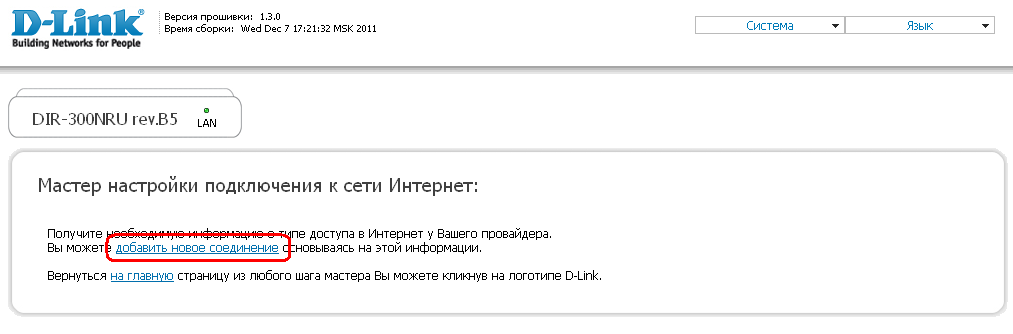 D-Link
Building Networks for People
Версия прошивки: 1.3.0
Время сборки: Wed Dec 7 17:21:32 MSK 2011
Система
Язык
DIR-300NRU rev.B5
LAN
Мастер настройки подключения к сети Интернет:
Получите необходимую информацию о типе доступа в Интернет у Вашего провайдера.
Вы можете добавить новое соединение основываясь на этой информации.
Вернуться на главную страницу из любого шага мастера Вы можете кликнув на логотипе D-Link.